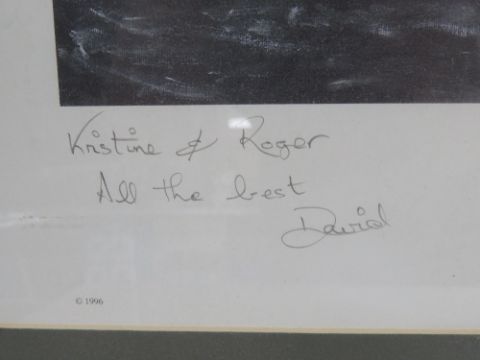 Kristine & Roger
All the best
David
© 1996